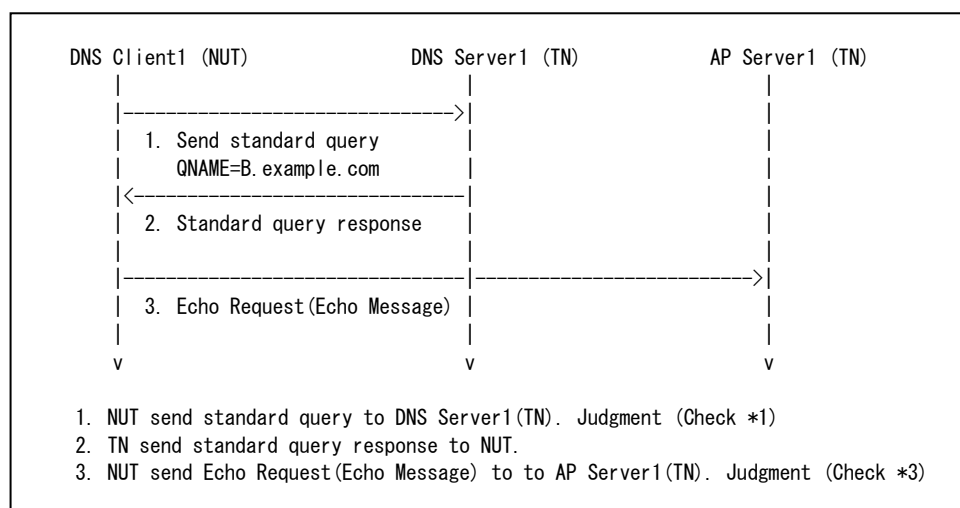 DNS Client1 (NUT) DNS Server1 (TN) AP Server1 (TN)
1. Send standard query
QNAME=B.example.com
2. Standard query response
3. Echo Request(Echo Message)
v v v
1. NUT send standard query to DNS Server1(TN). Judgment (Check *1)
2. TN send standard query response to NUT.
3. NUT send Echo Request(Echo Message) to to AP Server1(TN). Judgment (Check *3)